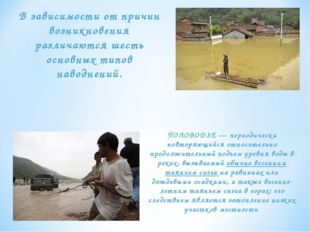 В зависимости от причин
возникновения
различаются шесть
основных типов
наводнений.
ПОЛОВОДЬЕ — периодически
повторяющийся относительно
продолжительный подъем уровня воды в
реках, вызываемый обычно весенним
таянием снега на равнинах или
дождевыми осадками, а также весенне-
летним таянием снега в горах; его
следствием является затопление низких
участков местности